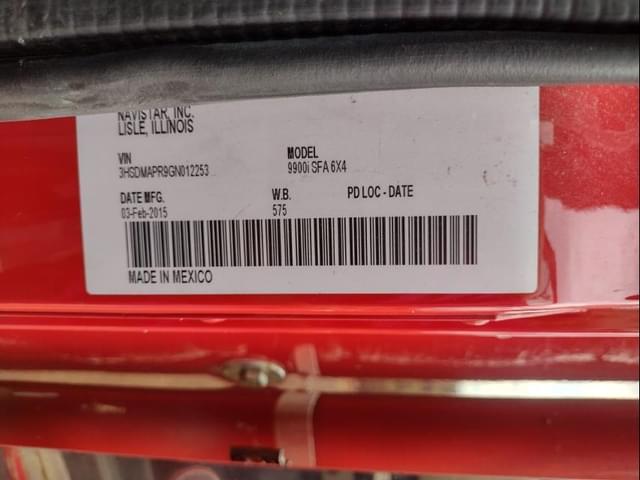 NAVISTAR, INC.
LISLE, ILLINOIS
VIN MODEL
3HSDMAPR9GN012253 9900i SFA 6X4
DATE MFG. W.B. PD LOC - DATE
03-Feb-2015 575
MADE IN MEXICO